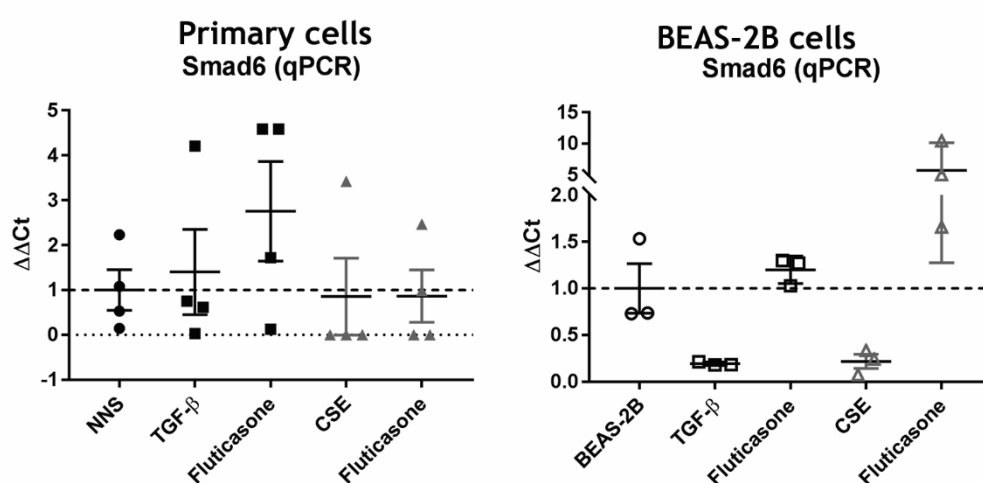 Primary cells
Smad6 (qPCR)
5
4
3
2
1
0
-1
ΔΔCt
NNS
TGF-β
Fluticasone
CSE
Fluticasone
BEAS-2B cells
Smad6 (qPCR)
15
10
5
2.0
1.5
1.0
0.5
0.0
ΔΔCt
BEAS-2B
TGF-β
Fluticasone
CSE
Fluticasone